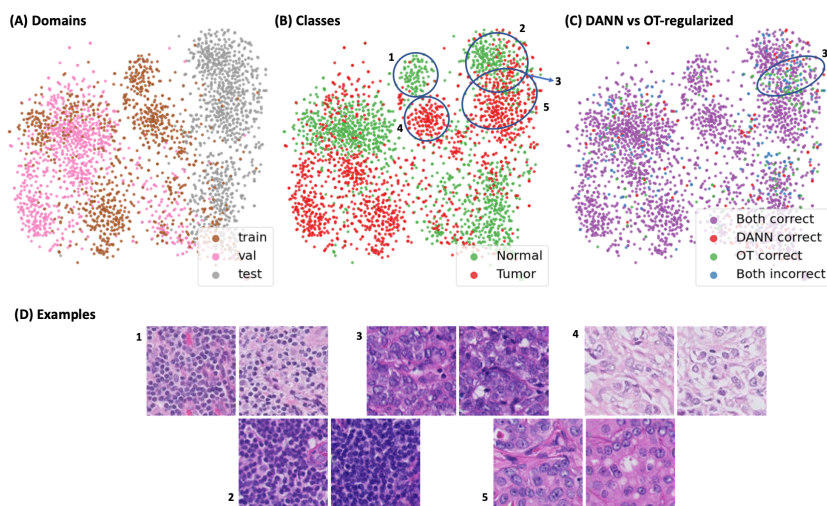 (A) Domains
(B) Classes
(C) DANN vs OT-regularized
1
2
3
4
5
3
train
val
test
Normal
Tumor
Both correct
DANN correct
OT correct
Both incorrect
(D) Examples
1
3
4
2
5